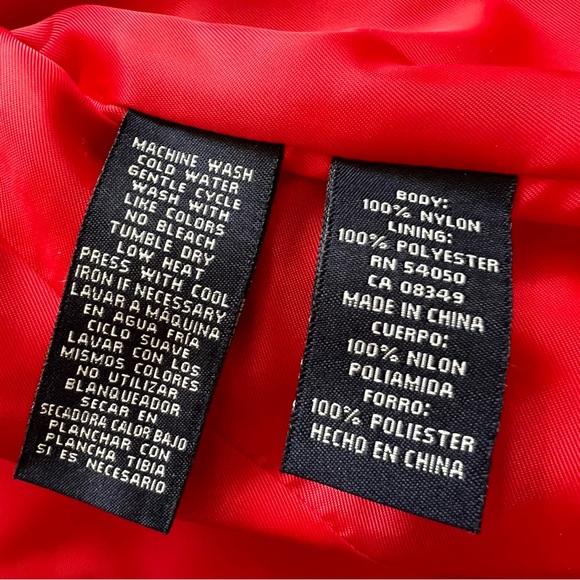 MACHINE WASH
COLD WATER
GENTLE CYCLE
WASH WITH
LIKE COLORS
NO BLEACH
TUMBLE DRY
LOW HEAT
PRESS WITH COOL
IRON IF NECESSARY
LAVAR A MÁQUINA
EN AGUA FRÍA
CICLO SUAVE
LAVAR CON LOS
MISMOS COLORES
NO UTILIZAR
BLANQUEADOR
SECAR EN
SECADORA CALOR BAJO
PLANCHAR CON
PLANCHA TIBIA
SI ES NECESARIO
BODY:
100% NYLON
LINING:
100% POLYESTER
RN 54050
CA 08349
MADE IN CHINA
CUERPO:
100% NILON
POLIAMIDA
FORRO:
100% POLIESTER
HECHO EN CHINA